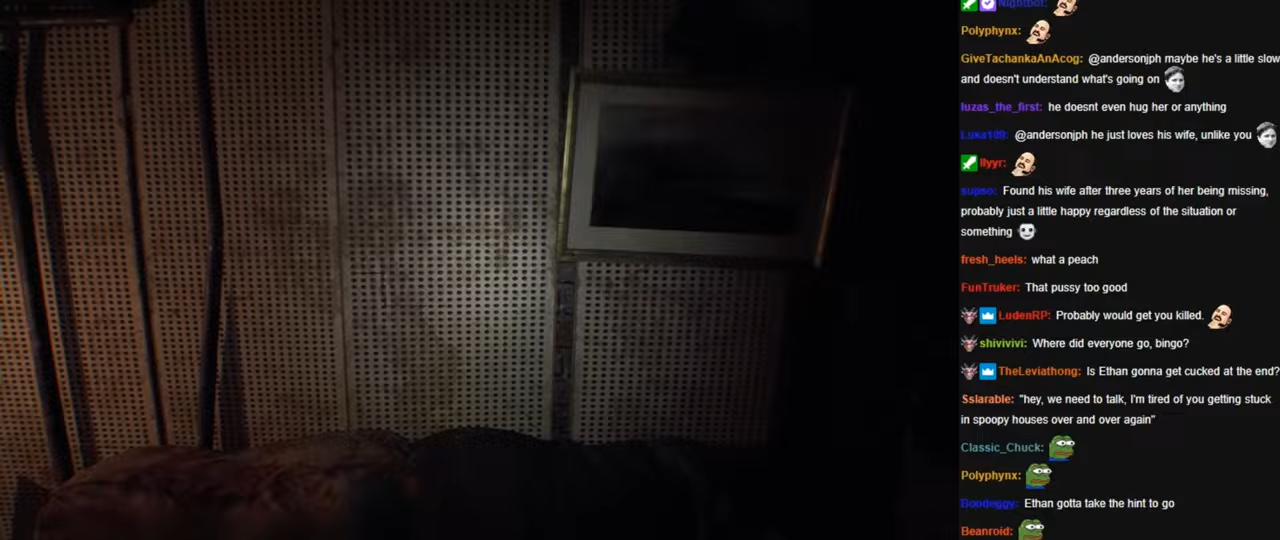 Nightbot:
Polyphynx:
GiveTachankaAnAcog: @andersonjph maybe he's a little slow
and doesn't understand what's going on
luzas_the_first: he doesnt even hug her or anything
Luka109: @andersonjph he just loves his wife, unlike you
llyyr:
supso: Found his wife after three years of her being missing,
probably just a little happy regardless of the situation or
something
fresh_heels: what a peach
FunTruker: That pussy too good
LudenRP: Probably would get you killed.
shivivivi: Where did everyone go, bingo?
TheLeviathong: Is Ethan gonna get cucked at the end?
Sslarable: "hey, we need to talk, I'm tired of you getting stuck
in spoopy houses over and over again"
Classic_Chuck:
Polyphynx:
Bondeggy: Ethan gotta take the hint to go
Beanroid: